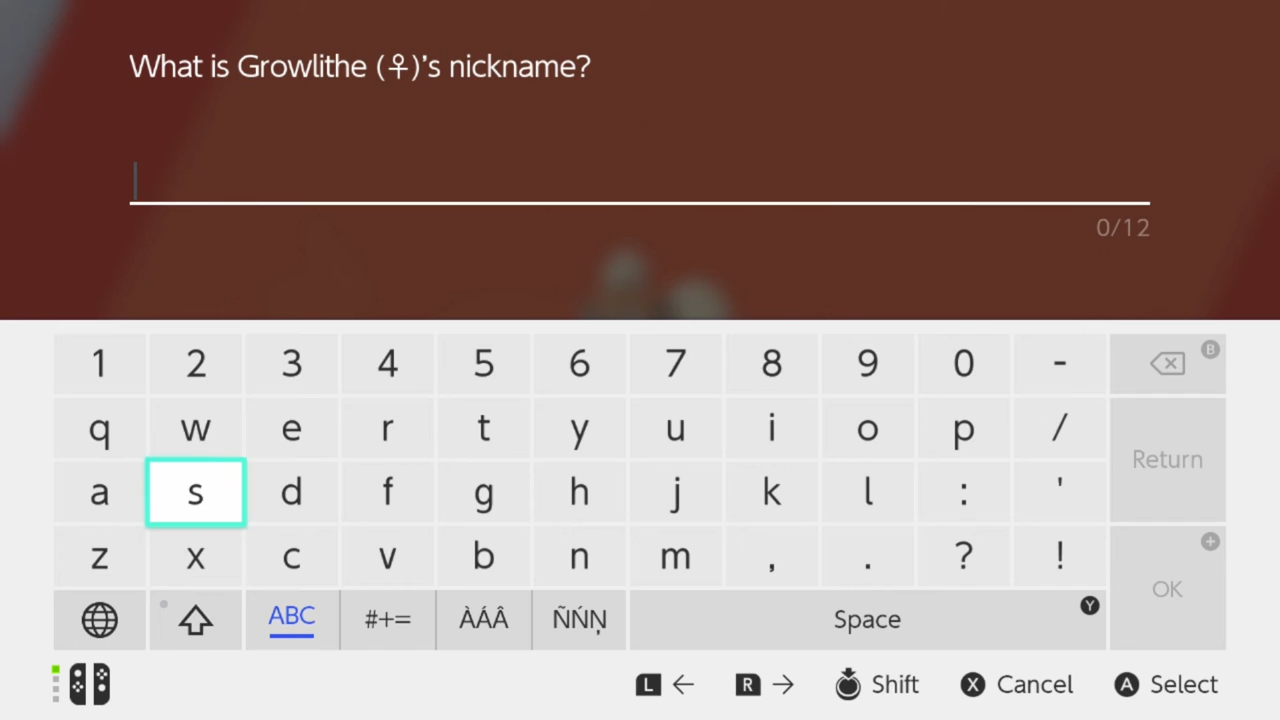 What is Growlithe (♀)'s nickname?
0/12
1 2 3 4 5 6 7 8 9 0 -
B
q w e r t y u i o p /
Return
a s d f g h j k l : '
z x c v b n m , . ? !
+
OK
ABC #+= ÀÁÂ ÑŃŅ Space Y
L ← R → Shift X Cancel A Select